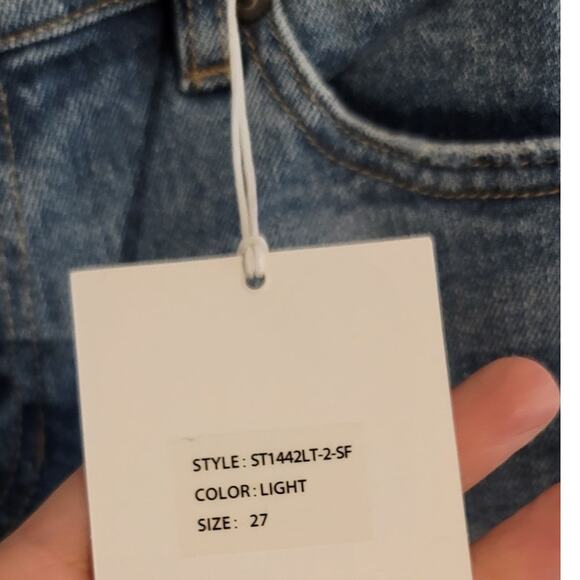 STYLE: ST1442LT-2-SF
COLOR: LIGHT
SIZE: 27